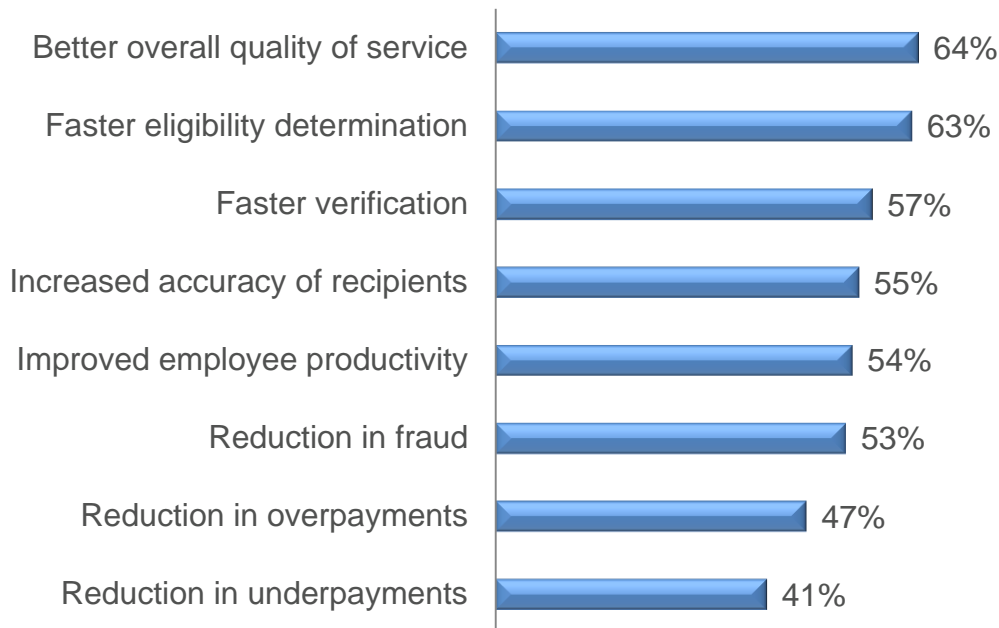 Better overall quality of service 64%
Faster eligibility determination 63%
Faster verification 57%
Increased accuracy of recipients 55%
Improved employee productivity 54%
Reduction in fraud 53%
Reduction in overpayments 47%
Reduction in underpayments 41%